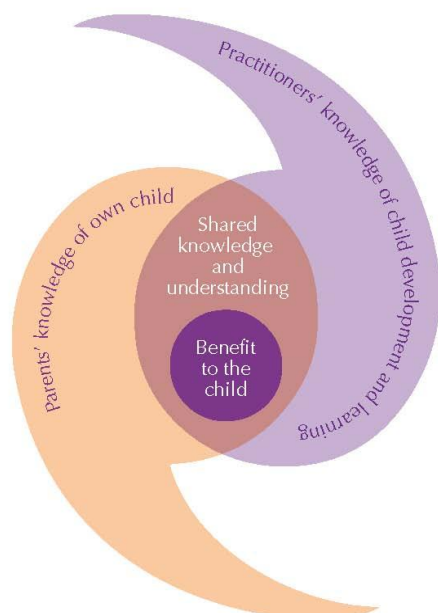 Practitioners' knowledge of child development and learning
Parents' knowledge of own child
Shared
knowledge
and
understanding
Benefit
to the
child